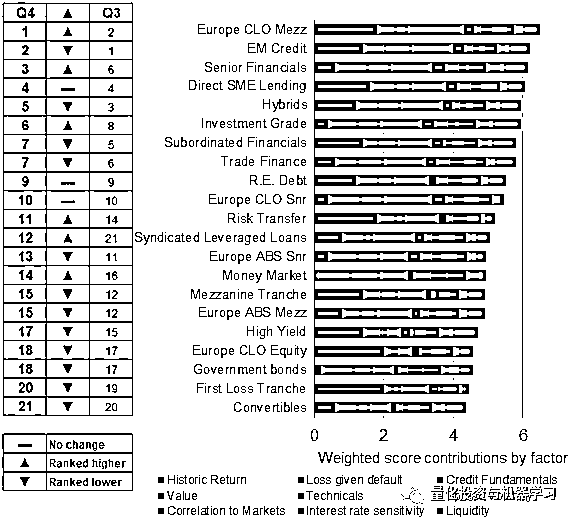 Q4 ▲ Q3
1 ▲ 2 Europe CLO Mezz
2 ▼ 1 EM Credit
3 ▲ 6 Senior Financials
4 — 4 Direct SME Lending
5 ▼ 3 Hybrids
6 ▲ 8 Investment Grade
7 ▼ 5 Subordinated Financials
7 ▼ 6 Trade Finance
9 — 9 R.E. Debt
10 — 10 Europe CLO Snr
11 ▲ 14 Risk Transfer
12 ▲ 21 Syndicated Leveraged Loans
13 ▼ 11 Europe ABS Snr
14 ▲ 16 Money Market
15 ▼ 12 Mezzanine Tranche
15 ▼ 12 Europe ABS Mezz
17 ▼ 15 High Yield
18 ▼ 17 Europe CLO Equity
18 ▼ 17 Government bonds
20 ▼ 19 First Loss Tranche
21 ▼ 20 Convertibles
0 2 4 6
Weighted score contributions by factor
— No change
▲ Ranked higher
▼ Ranked lower
Historic Return Loss given default Credit Fundamentals
Value Technicals 量化投资与机器学习
Correlation to Markets Interest rate sensitivity Liquidity